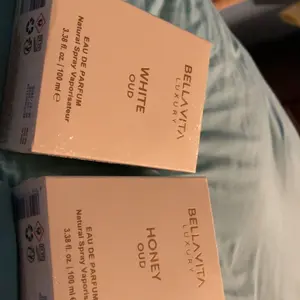 BELLAVITA
LUXURY
WHITE
OUD
EAU DE PARFUM
Natural Spray Vaporisateur
3.38 fl. oz. | 100 ml e
BELLAVITA
LUXURY
HONEY
OUD
EAU DE PARFUM
Natural Spray Vaporis
3.38 fl. oz. | 100 ml e